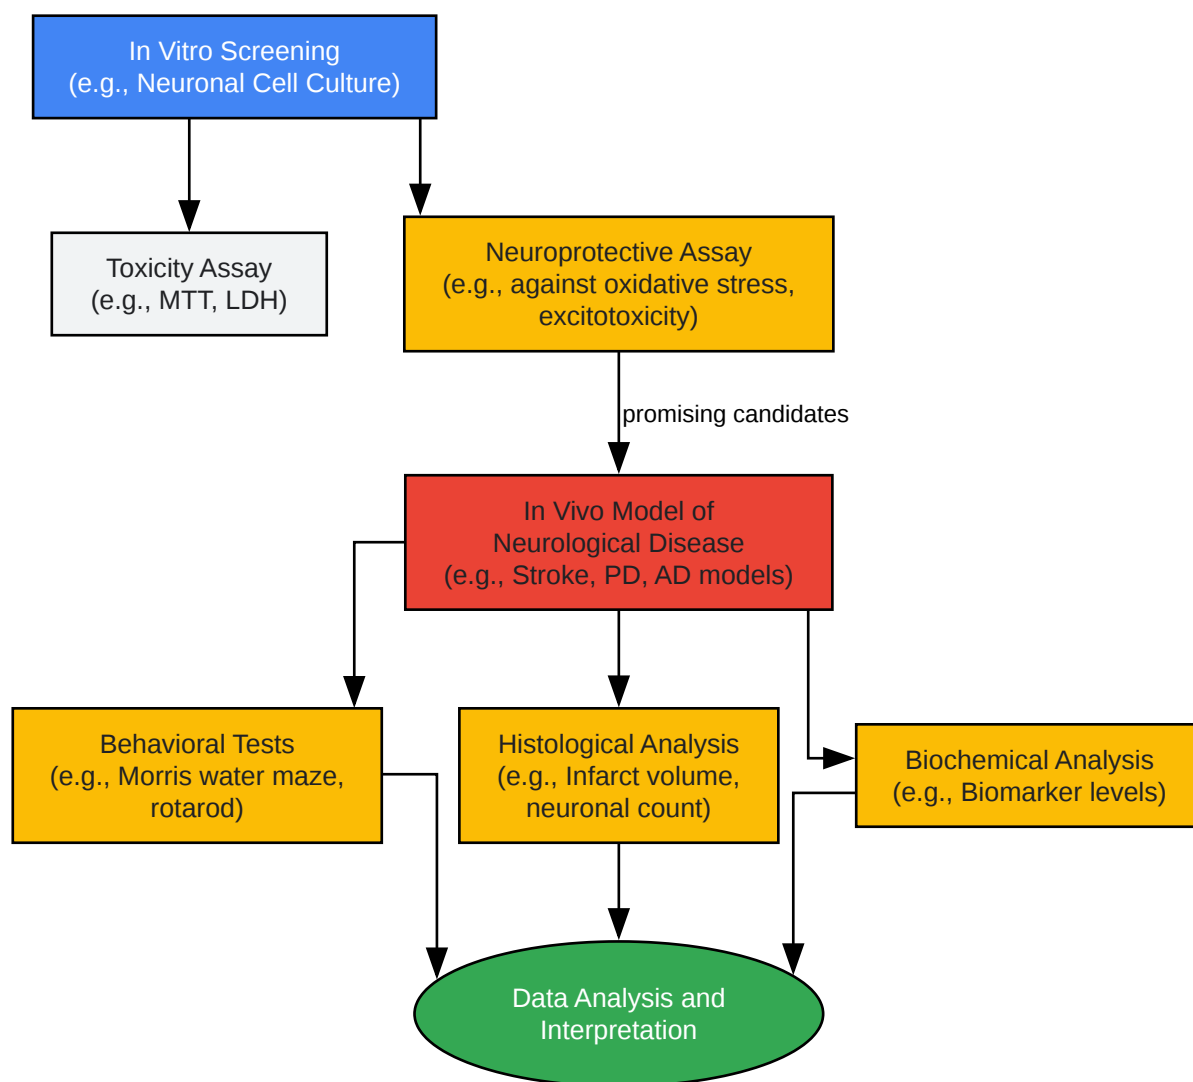 In Vitro Screening
(e.g., Neuronal Cell Culture)
Toxicity Assay
(e.g., MTT, LDH)
Neuroprotective Assay
(e.g., against oxidative stress,
excitotoxicity)
promising candidates
In Vivo Model of
Neurological Disease
(e.g., Stroke, PD, AD models)
Behavioral Tests
(e.g., Morris water maze,
rotarod)
Histological Analysis
(e.g., Infarct volume,
neuronal count)
Biochemical Analysis
(e.g., Biomarker levels)
Data Analysis and
Interpretation